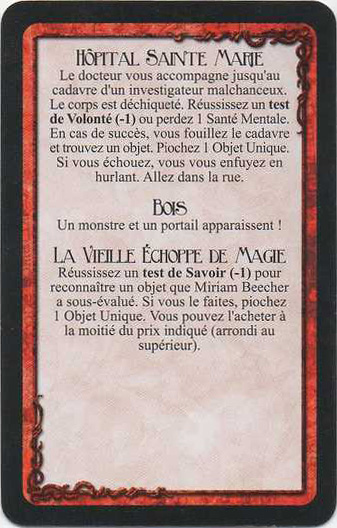 Hôpital Sainte Marie
Le docteur vous accompagne jusqu'au
cadavre d'un investigateur malchanceux.
Le corps est déchiqueté. Réussissez un test
de Volonté (-1) ou perdez 1 Santé Mentale.
En cas de succès, vous fouillez le cadavre
et trouvez un objet. Piochez 1 Objet Unique.
Si vous échouez, vous vous enfuyez en
hurlant. Allez dans la rue.
Bois
Un monstre et un portail apparaissent !
La Vieille Échoppe de Magie
Réussissez un test de Savoir (-1) pour
reconnaître un objet que Miriam Beecher
a sous-évalué. Si vous le faites, piochez
1 Objet Unique. Vous pouvez l'acheter à
la moitié du prix indiqué (arrondi au
supérieur).